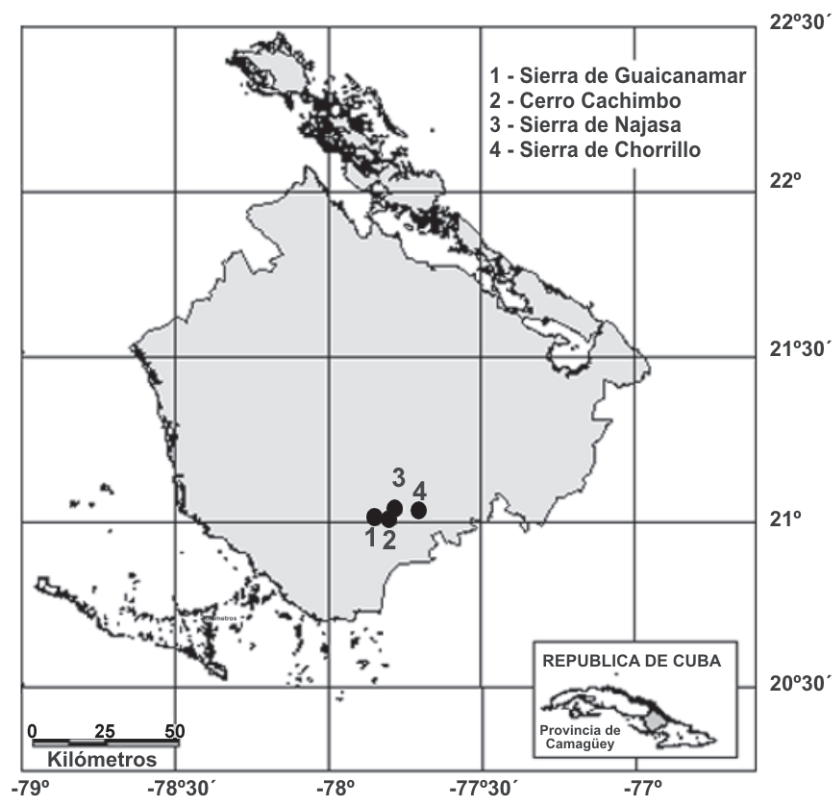 22º30´
1 - Sierra de Guaicanamar
2 - Cerro Cachimbo
3 - Sierra de Najasa
4 - Sierra de Chorrillo
22º
21º30´
3
4
21º
1 2
REPUBLICA DE CUBA
Provincia de
Camagüey
20º30´
0 25 50
Kilómetros
-79º -78º30´ -78º -77º30´ -77º